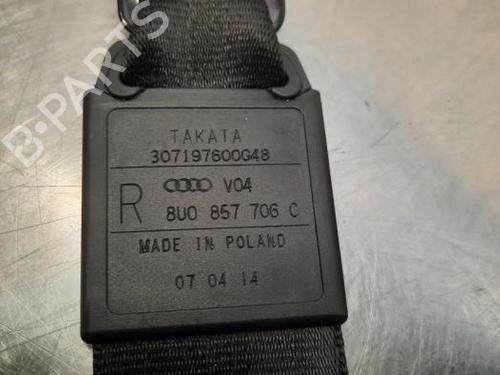 B-PARTS
TAKATA
307197600G48
R V04
8U0 857 706 C
MADE IN POLAND
07 04 14